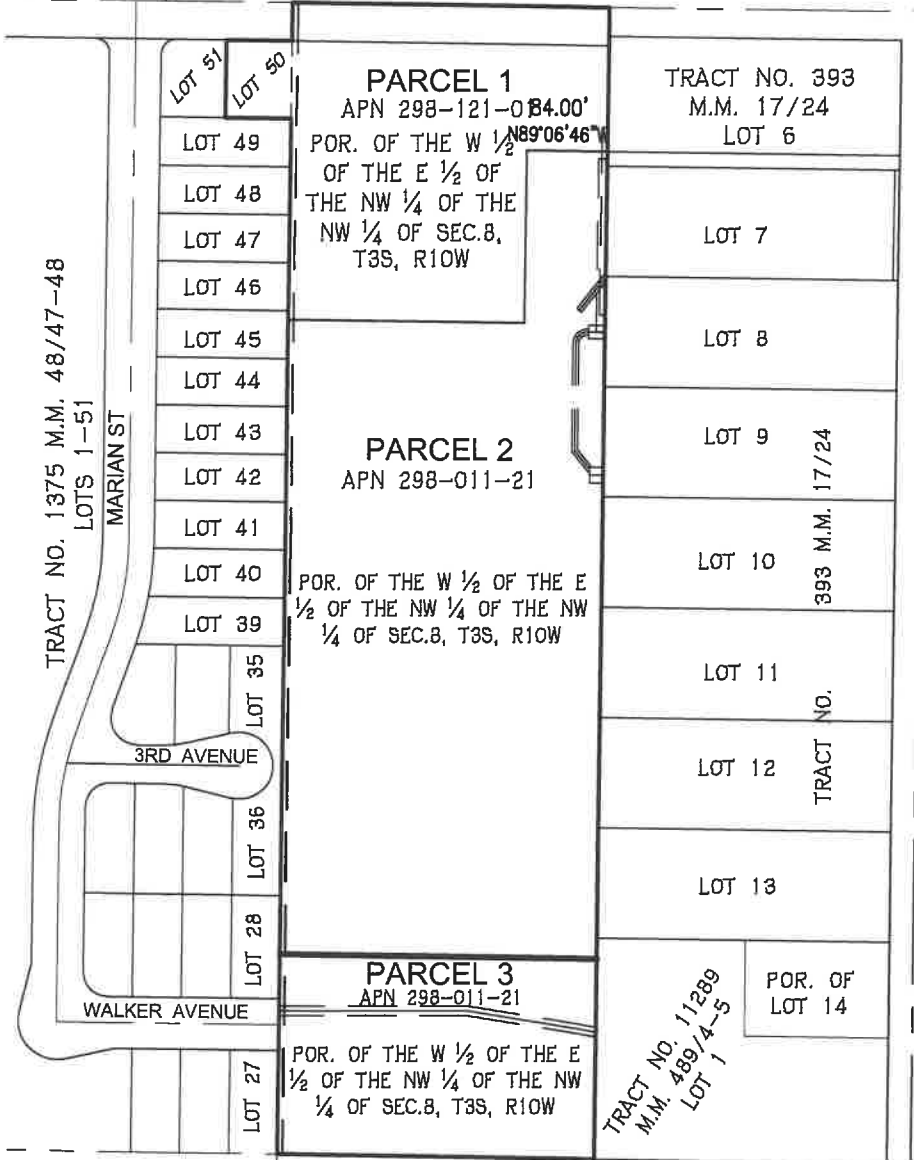 LOT 51
LOT 50
LOT 49
LOT 48
LOT 47
LOT 46
LOT 45
LOT 44
LOT 43
LOT 42
LOT 41
LOT 40
LOT 39
LOT 35
LOT 36
LOT 28
LOT 27
TRACT NO. 1375 M.M. 48/47-48
LOTS 1-51
MARIAN ST
3RD AVENUE
WALKER AVENUE
PARCEL 1
APN 298-121-0
84.00'
N89°06'46"W
POR. OF THE W ½
OF THE E ½ OF
THE NW ¼ OF THE
NW ¼ OF SEC.8,
T3S, R10W
PARCEL 2
APN 298-011-21
POR. OF THE W ½ OF THE E
½ OF THE NW ¼ OF THE NW
¼ OF SEC.8, T3S, R10W
PARCEL 3
APN 298-011-21
POR. OF THE W ½ OF THE E
½ OF THE NW ¼ OF THE NW
¼ OF SEC.8, T3S, R10W
TRACT NO. 393
M.M. 17/24
LOT 6
LOT 7
LOT 8
LOT 9
LOT 10
LOT 11
LOT 12
LOT 13
TRACT NO. 393 M.M. 17/24
POR. OF
LOT 14
TRACT NO. 11289
M.M. 489/4-5
LOT 1